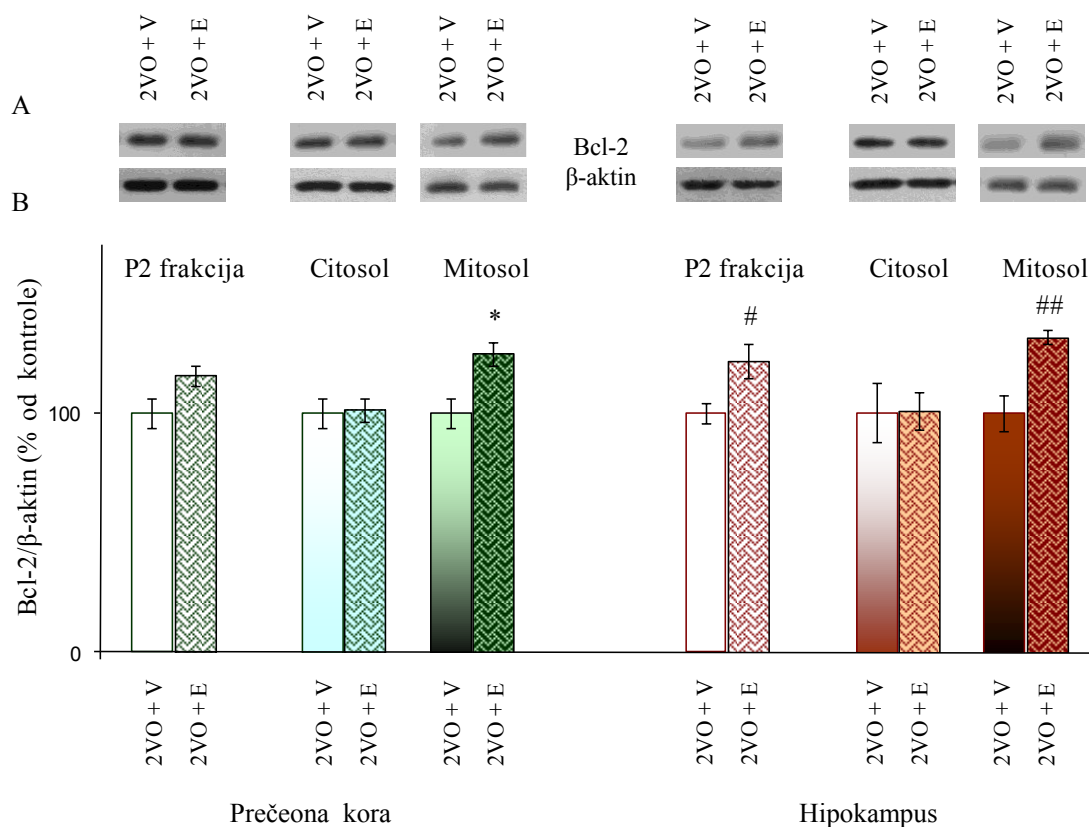 2VO + V 2VO + E 2VO + V 2VO + E 2VO + V 2VO + E 2VO + V 2VO + E 2VO + V 2VO + E 2VO + V 2VO + E
A
Bcl-2
β-aktin
B
P2 frakcija Citosol Mitosol P2 frakcija Citosol Mitosol
* # ##
Bcl-2/β-aktin (% od kontrole)
100
0
2VO + V 2VO + E 2VO + V 2VO + E 2VO + V 2VO + E 2VO + V 2VO + E 2VO + V 2VO + E 2VO + V 2VO + E
Prečeona kora Hipokampus